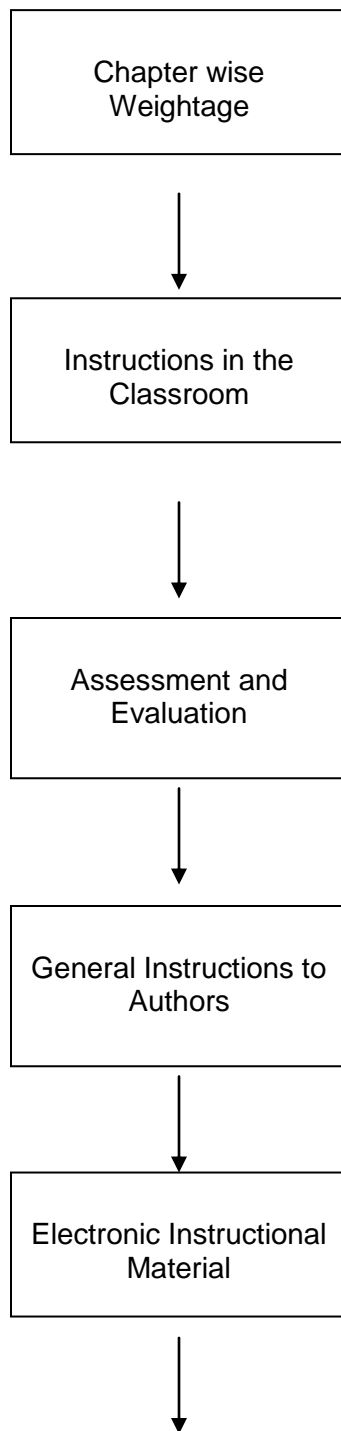 Chapter wise
Weightage
Instructions in the
Classroom
Assessment and
Evaluation
General Instructions to
Authors
Electronic Instructional
Material